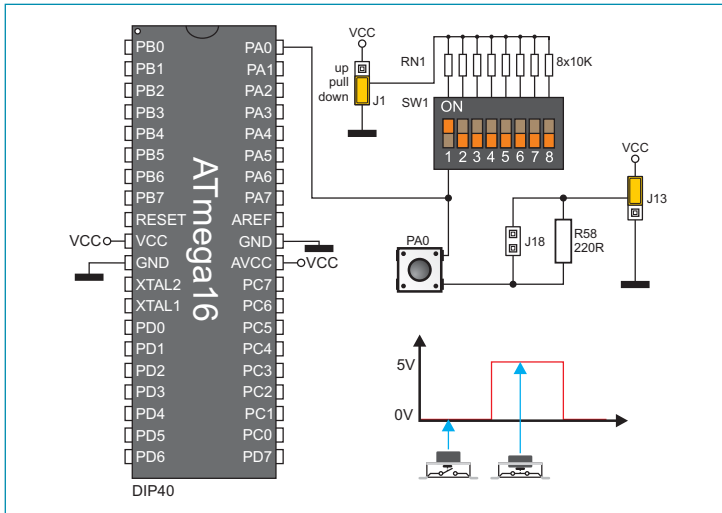 VCC
RN1
8x10K
up
pull
down
J1
SW1
ON
1 2 3 4 5 6 7 8
PB0 PA0
PB1 PA1
PB2 PA2
PB3 PA3
PB4 PA4
PB5 PA5
PB6 PA6
PB7 PA7
RESET AREF
VCC VCC GND
GND AVCC VCC
XTAL2 PC7
XTAL1 PC6
PD0 PC5
PD1 PC4
PD2 PC3
PD3 PC2
PD4 PC1
PD5 PC0
PD6 PD7
ATmega16
DIP40
VCC
J13
PA0
J18
R58
220R
5V
0V